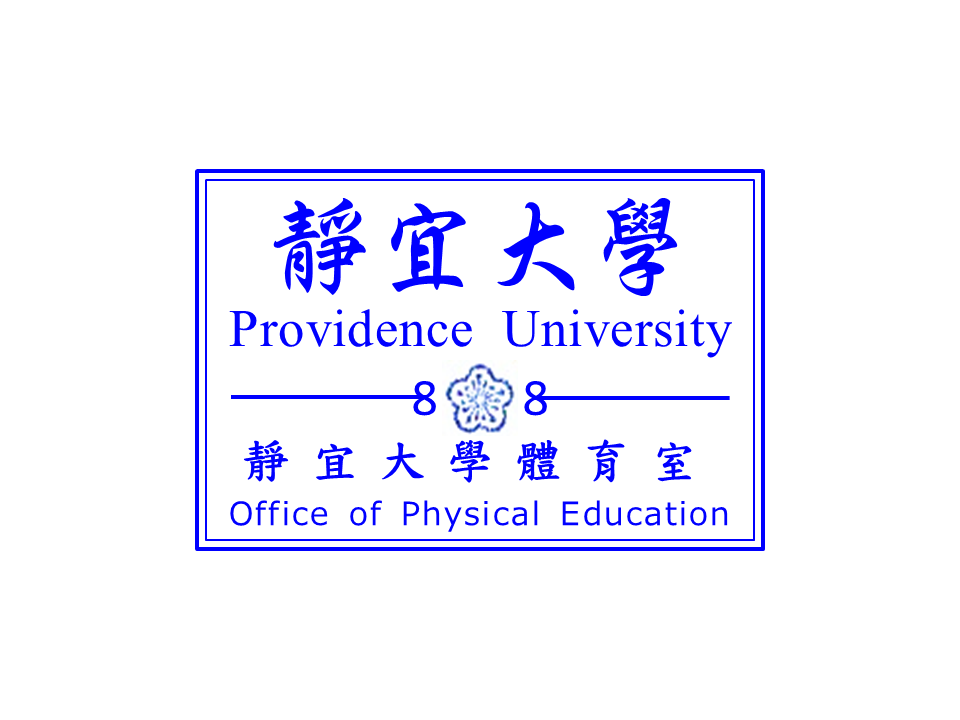 靜宜大學
Providence University
8 8
靜宜大學體育室
Office of Physical Education